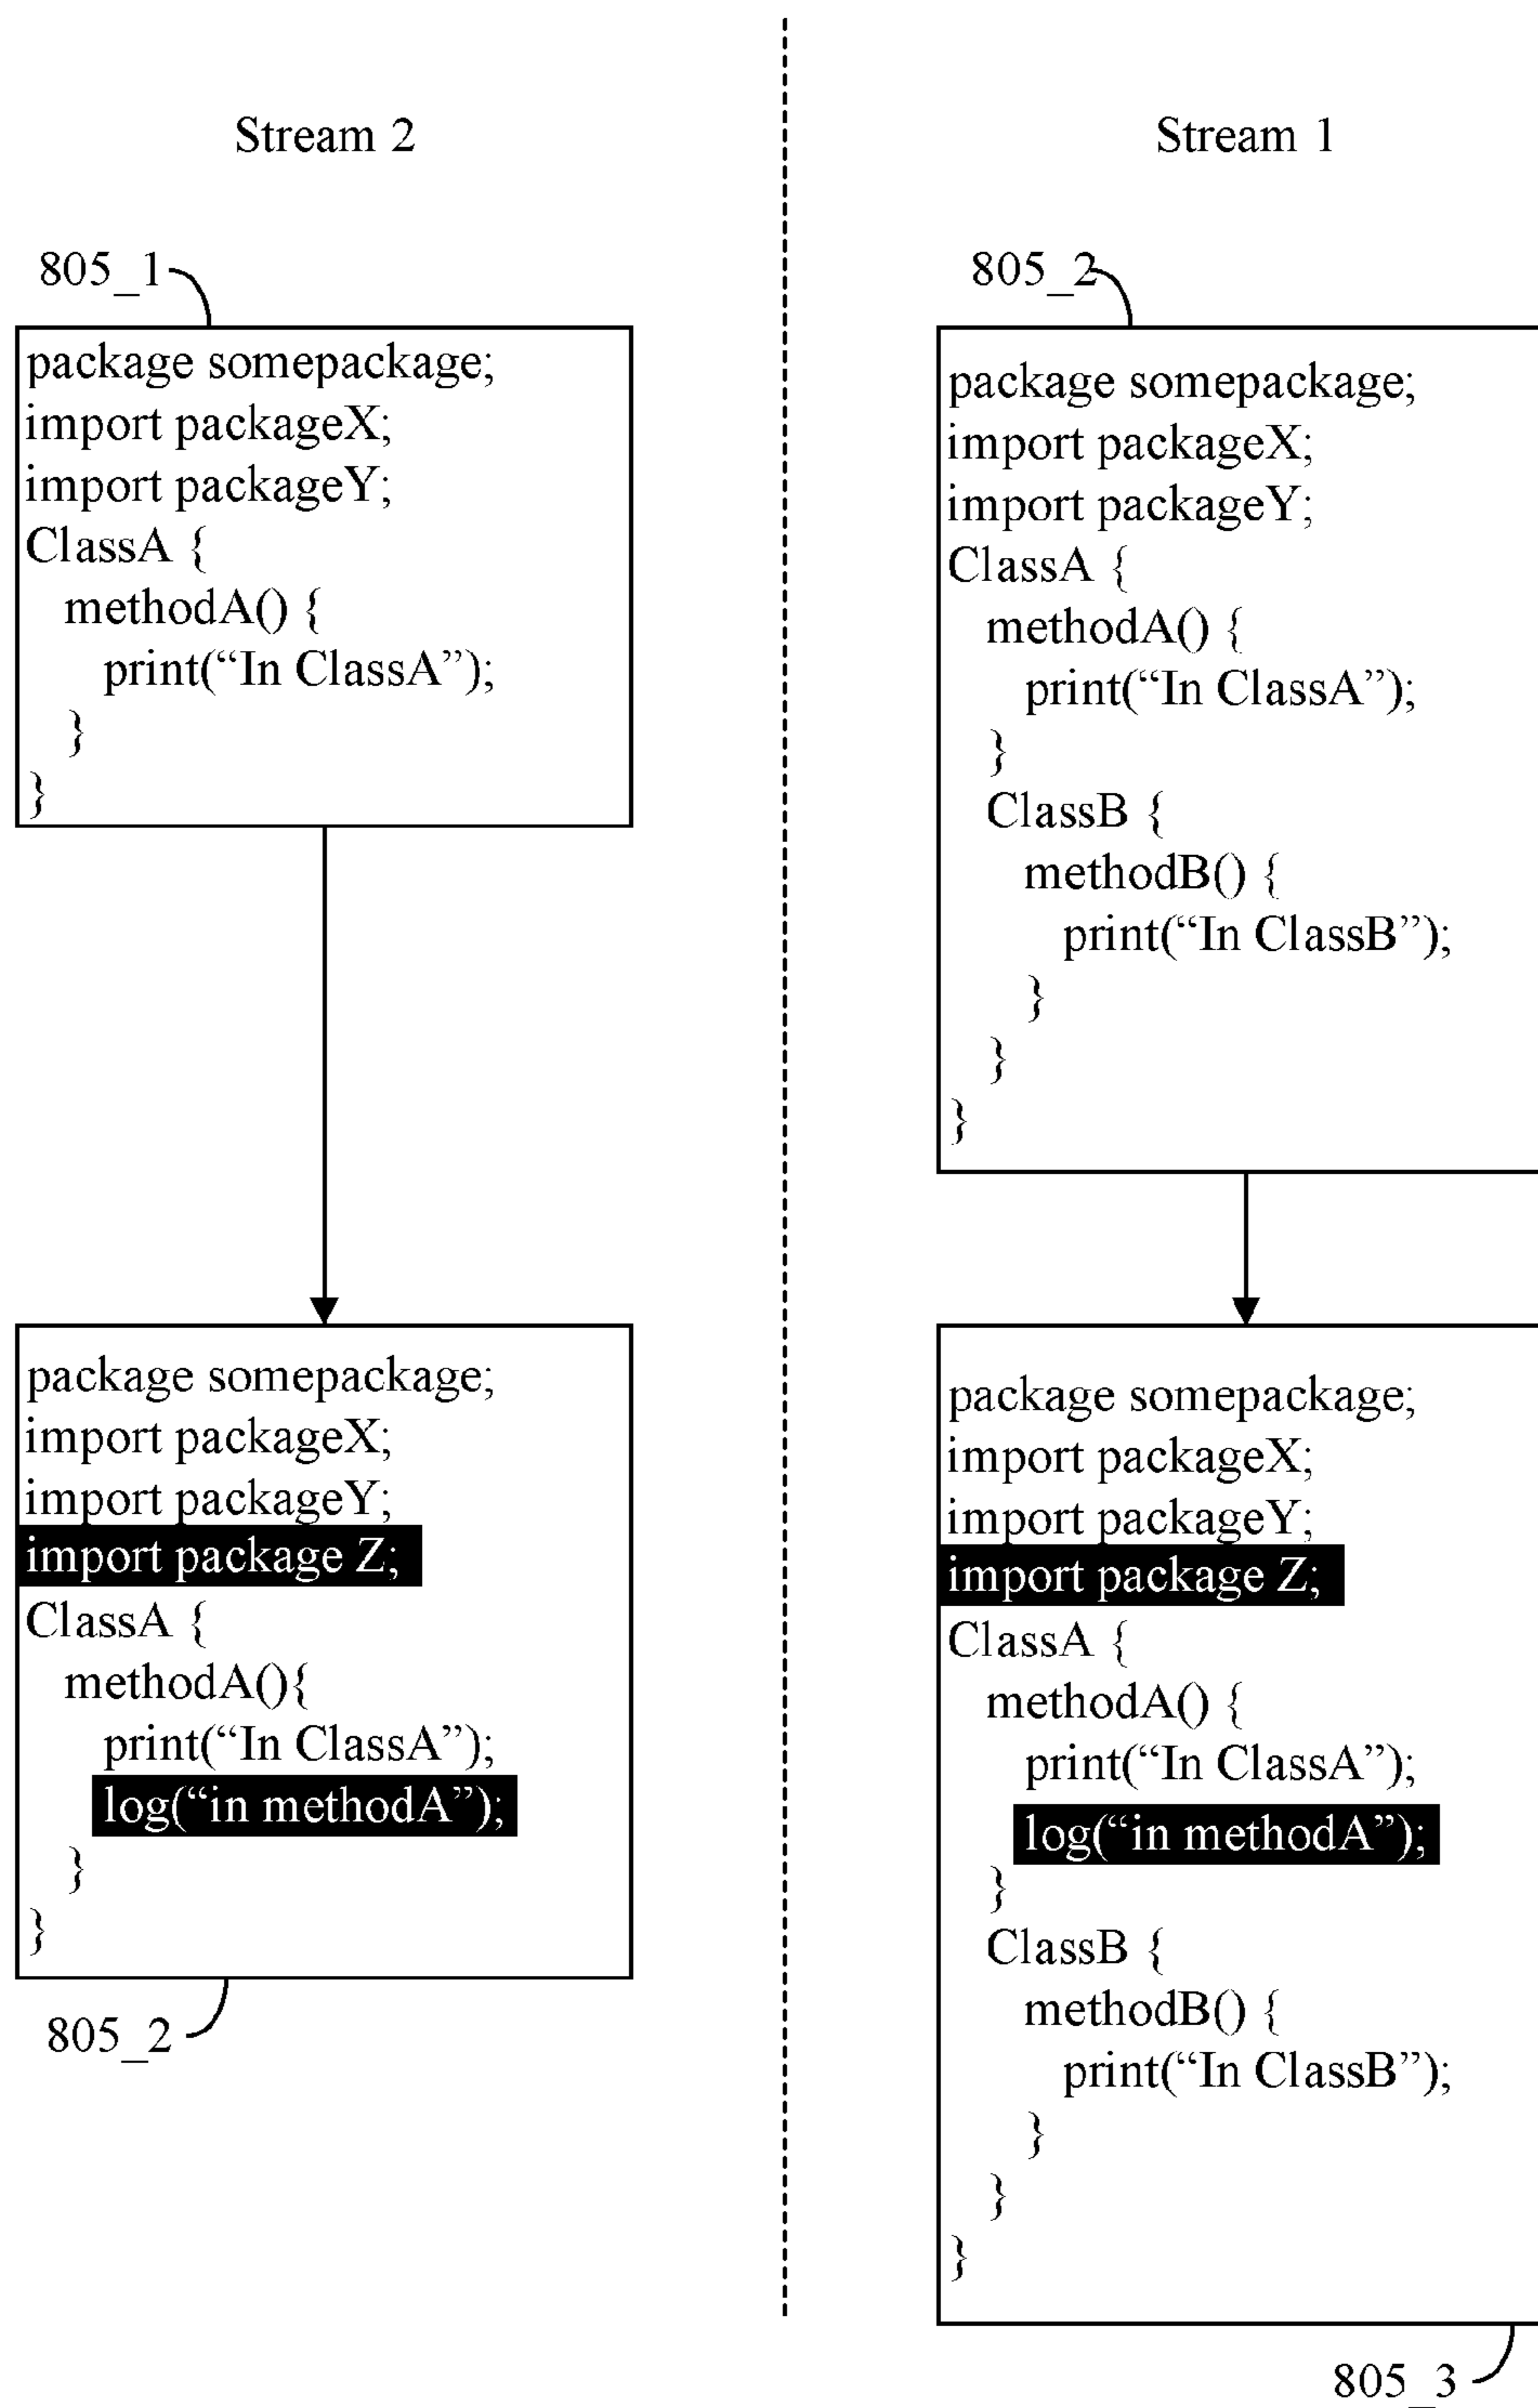 Stream 2
805_1
package somepackage;
import packageX;
import packageY;
ClassA {
methodA() {
print(“In ClassA”);
}
}
package somepackage;
import packageX;
import packageY;
import package Z;
ClassA {
methodA(){
print(“In ClassA”);
log(“in methodA”);
}
}
805_2
Stream 1
805_2
package somepackage;
import packageX;
import packageY;
ClassA {
methodA() {
print(“In ClassA”);
}
ClassB {
methodB() {
print(“In ClassB”);
}
}
}
package somepackage;
import packageX;
import packageY;
import package Z;
ClassA {
methodA() {
print(“In ClassA”);
log(“in methodA”);
}
ClassB {
methodB() {
print(“In ClassB”);
}
}
}
805_3